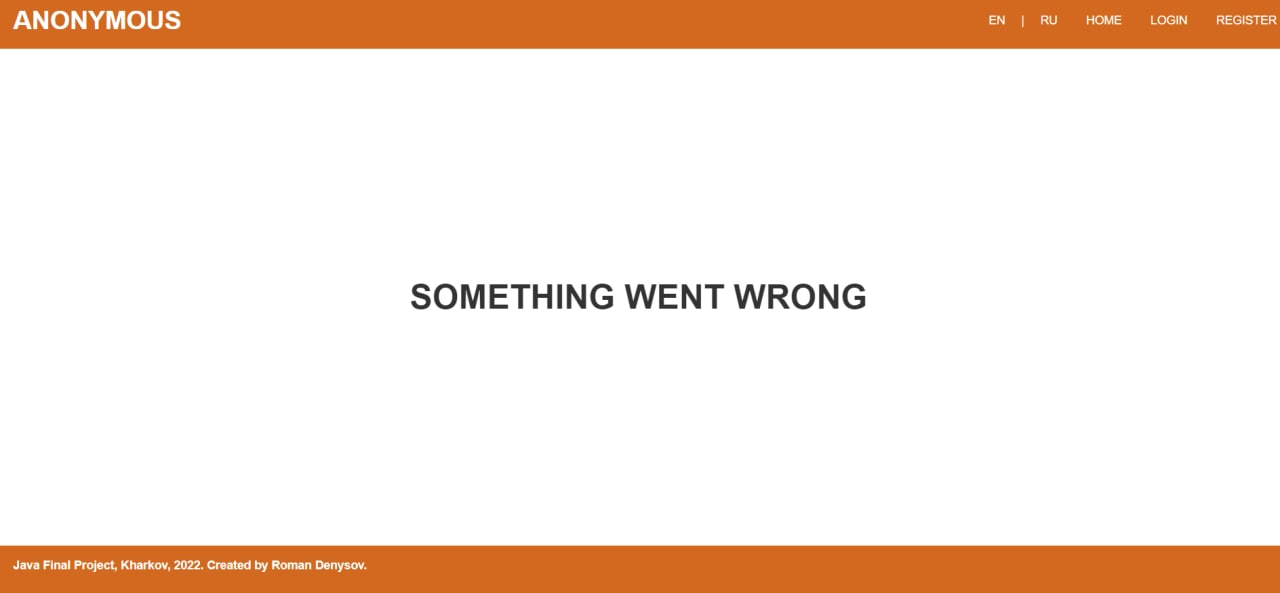 ANONYMOUS
EN | RU HOME LOGIN REGISTER
SOMETHING WENT WRONG
Java Final Project, Kharkov, 2022. Created by Roman Denysov.